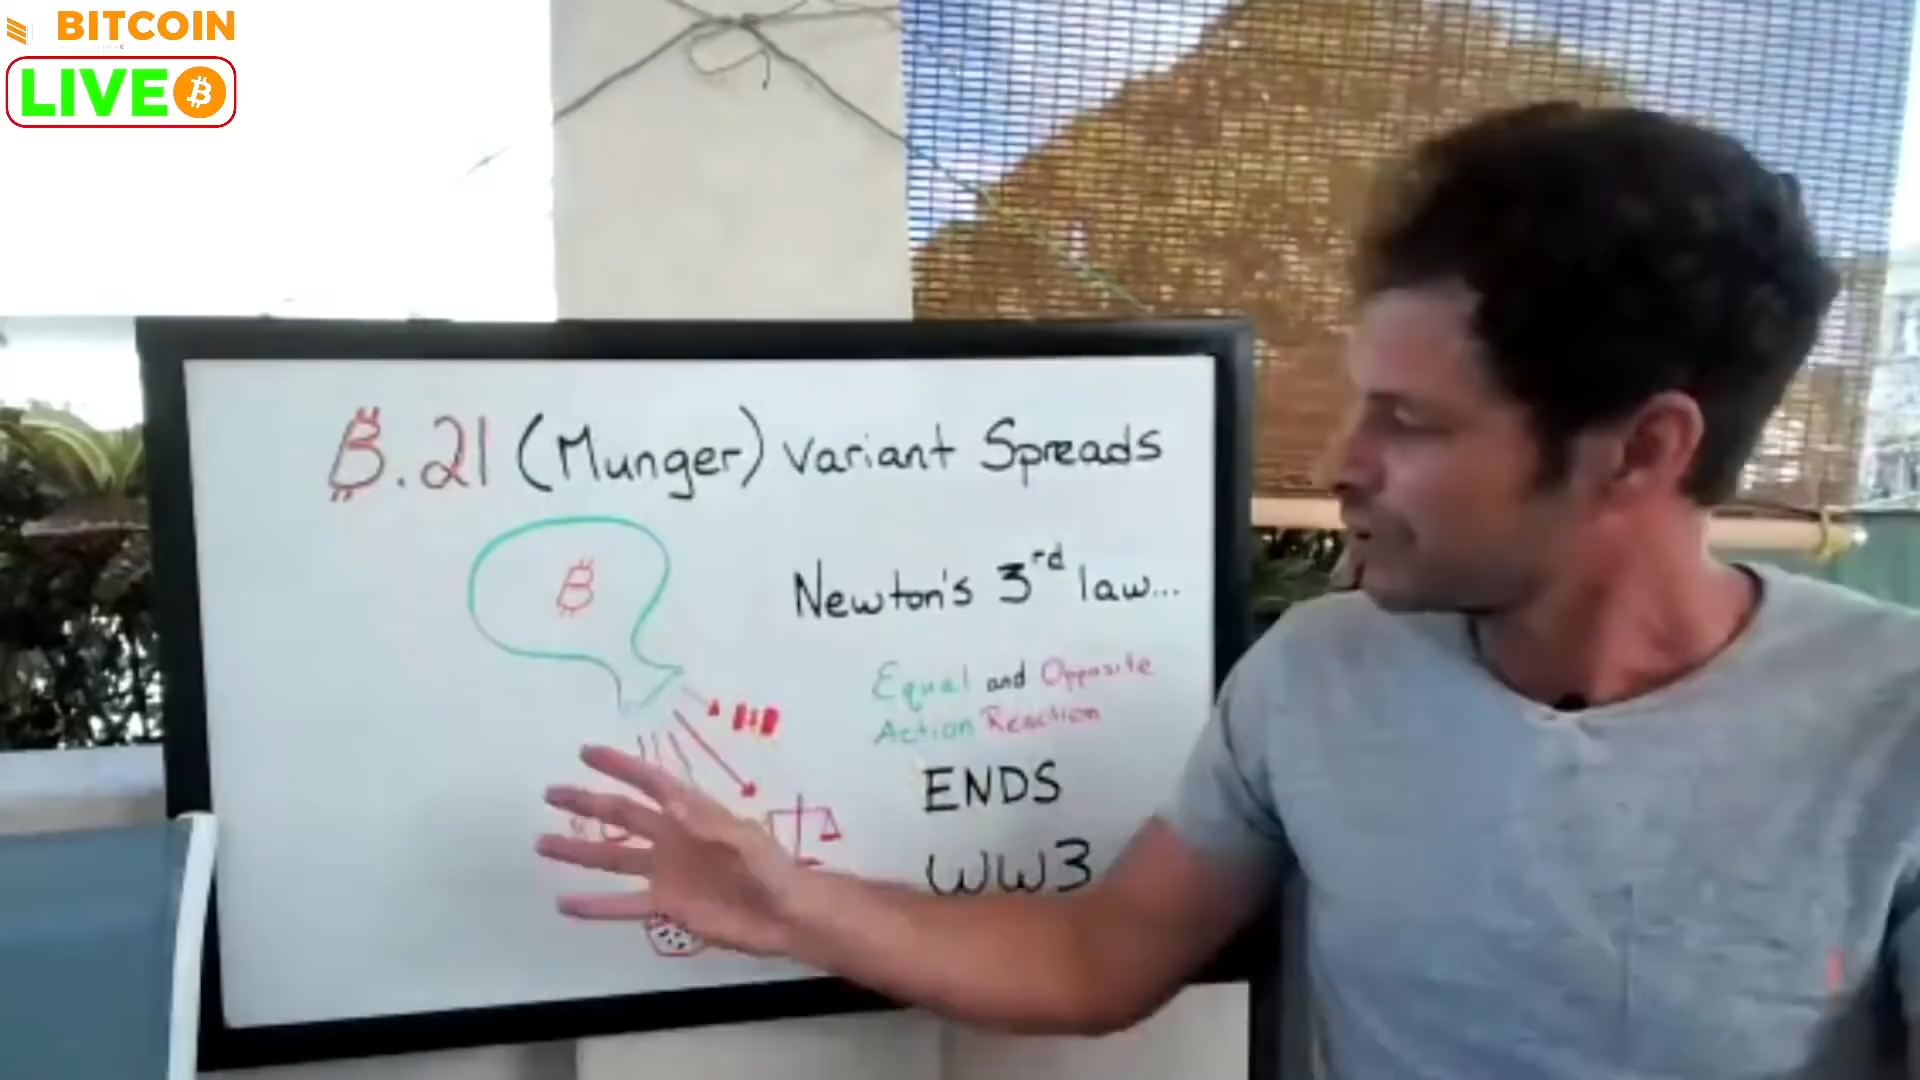 BITCOIN
LIVE
₿.21 (Munger) variant Spreads
Newton's 3rd law...
Equal and Opposite
Action Reaction
ENDS
WW3